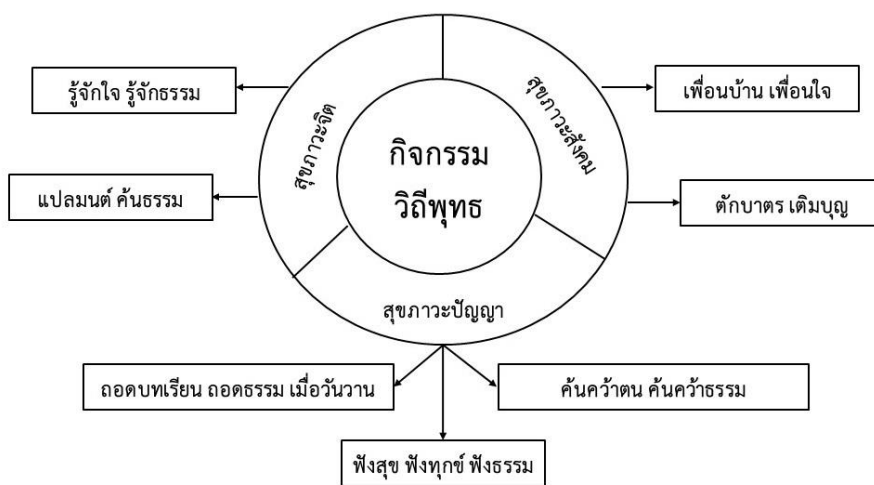 รู้จักใจ รู้จักธรรม
เพื่อนบ้าน เพื่อนใจ
สุขภาวะจิต
สุขภาวะสังคม
กิจกรรม
วิถีพุทธ
แปลมนต์ ค้นธรรม
ตักบาตร เติมบุญ
สุขภาวะปัญญา
ถอดบทเรียน ถอดธรรม เมื่อวันวาน
ค้นคว้าตน ค้นคว้าธรรม
ฟังสุข ฟังทุกข์ ฟังธรรม